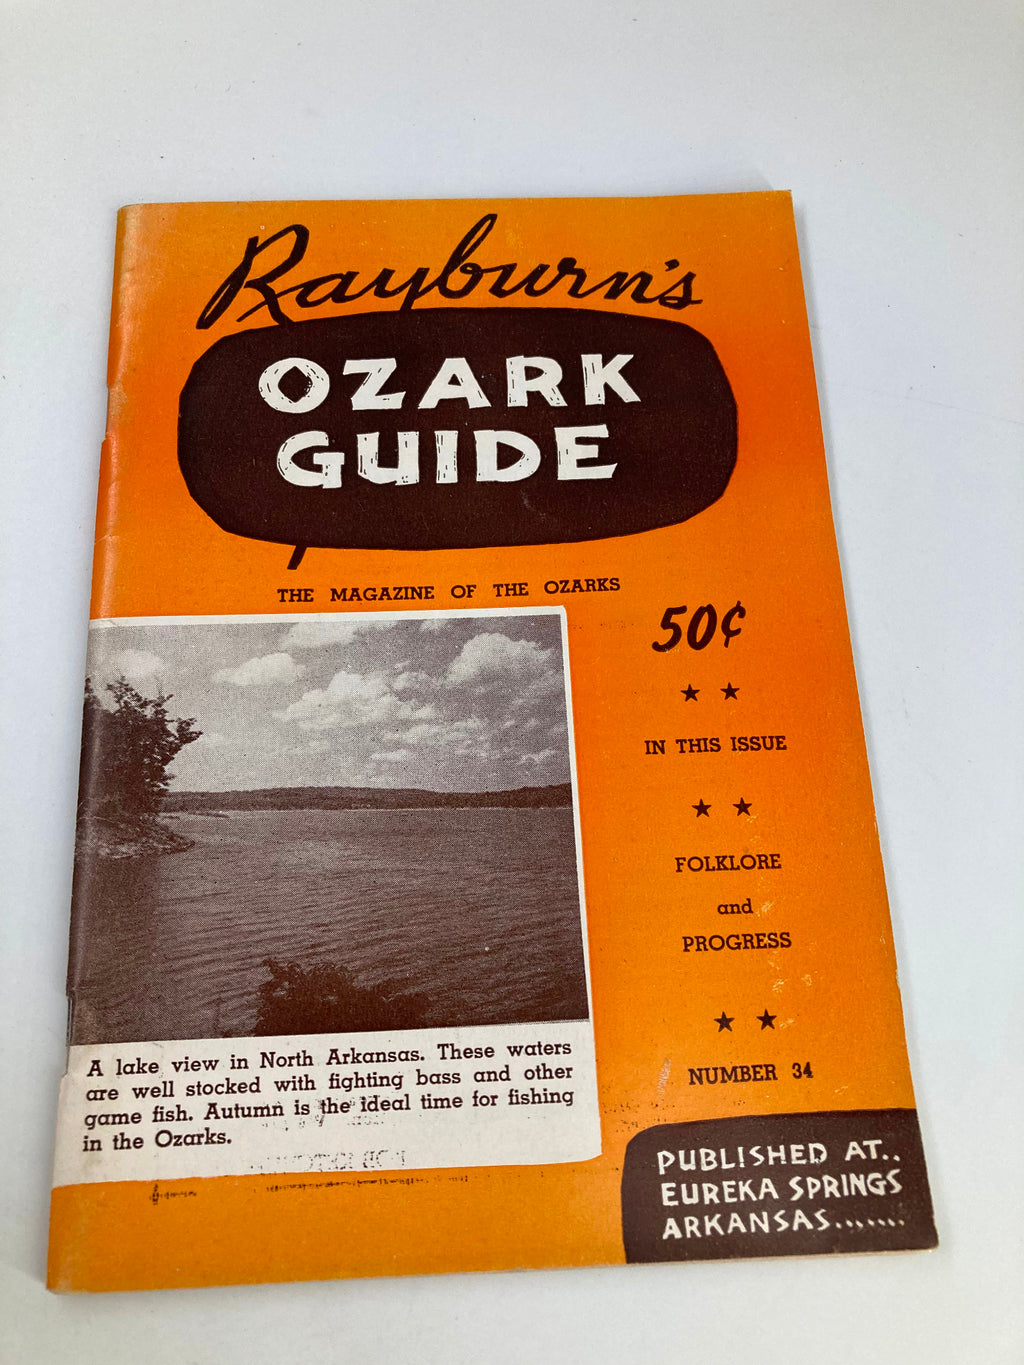 Rayburn's
OZARK
GUIDE
THE MAGAZINE OF THE OZARKS
50¢
★ ★
IN THIS ISSUE
★ ★
FOLKLORE
and
PROGRESS
★ ★
NUMBER 34
A lake view in North Arkansas. These waters
are well stocked with fighting bass and other
game fish. Autumn is the ideal time for fishing
in the Ozarks.
PUBLISHED AT..
EUREKA SPRINGS
ARKANSAS.......